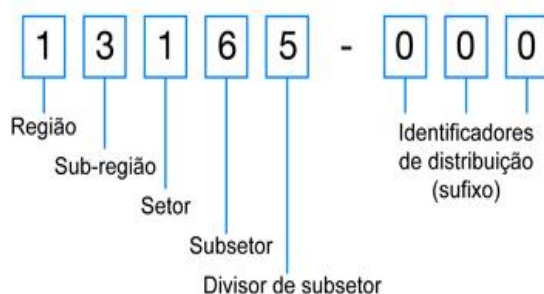 1 3 1 6 5 - 0 0 0
Região
Sub-região
Setor
Subsetor
Divisor de subsetor
Identificadores
de distribuição
(sufixo)